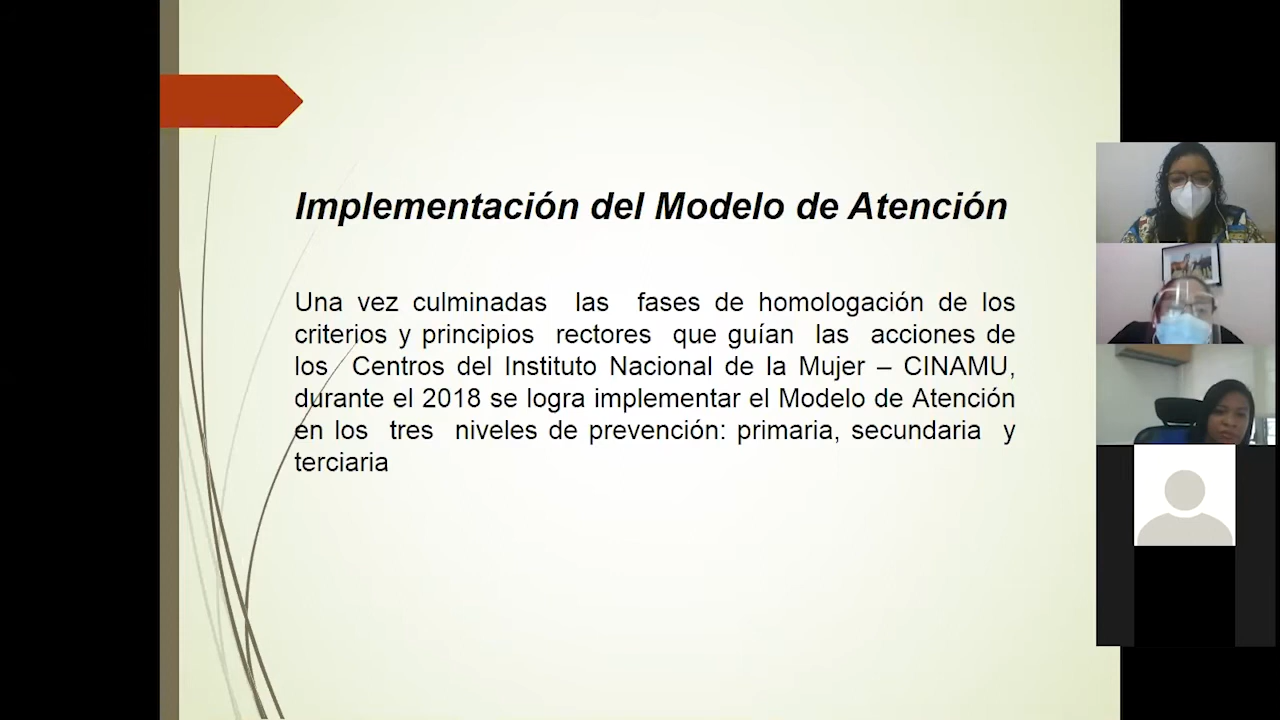 Implementación del Modelo de Atención
Una vez culminadas las fases de homologación de los
criterios y principios rectores que guían las acciones de
los Centros del Instituto Nacional de la Mujer – CINAMU,
durante el 2018 se logra implementar el Modelo de Atención
en los tres niveles de prevención: primaria, secundaria y
terciaria